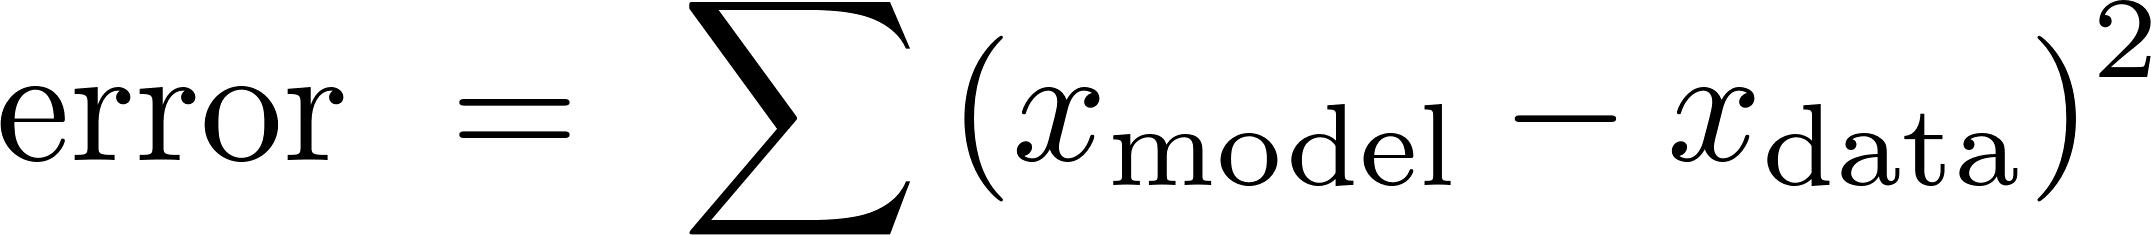 error = ∑ (x_model − x_data)²